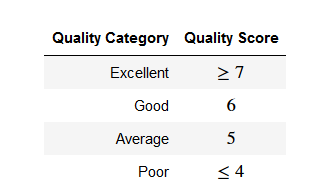 Quality Category Quality Score
Excellent ≥ 7
Good 6
Average 5
Poor ≤ 4